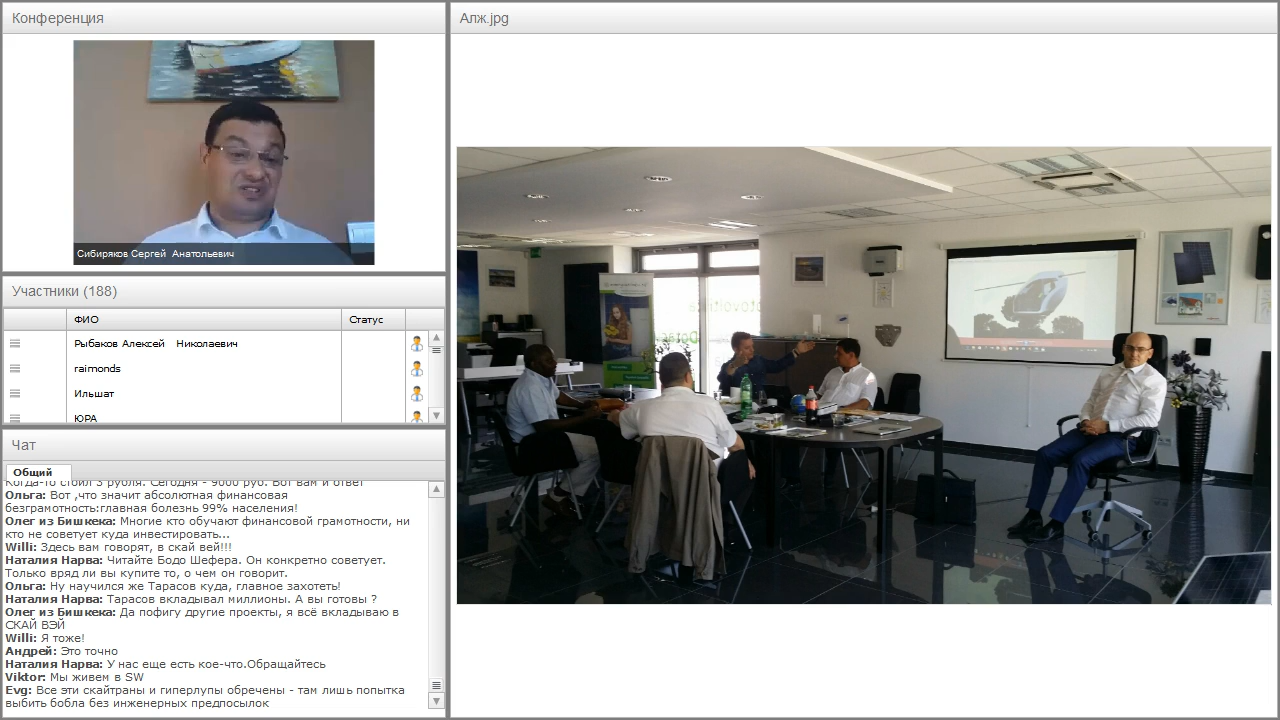 Конференция
Сибиряков Сергей Анатольевич
Участники (188)
ФИО
Статус
Рыбаков Алексей Николаевич
raimonds
Ильшат
ЮРА
Чат
Общий
Когда-то стоил 3 рубля. Сегодня - 9000 руб. Вот вам и ответ
Ольга: Вот ,что значит абсолютная финансовая
безграмотность:главная болезнь 99% населения!
Олег из Бишкека: Многие кто обучают финансовой грамотности, ни
кто не советует куда инвестировать...
Willi: Здесь вам говорят, в скай вей!!!
Наталия Нарва: Читайте Бодо Шефера. Он конкретно советует.
Только вряд ли вы купите то, о чем он говорит.
Ольга: Ну научился же Тарасов куда, главное захотеть!
Наталия Нарва: Тарасов вкладывал миллионы. А вы готовы ?
Олег из Бишкека: Да пофигу другие проекты, я всё вкладываю в
СКАЙ ВЭЙ
Willi: Я тоже!
Андрей: Это точно
Наталия Нарва: У нас еще есть кое-что.Обращайтесь
Viktor: Мы живем в SW
Evg: Все эти скайтраны и гиперлупы обречены - там лишь попытка
выбить бобла без инженерных предпосылок
Алж.jpg